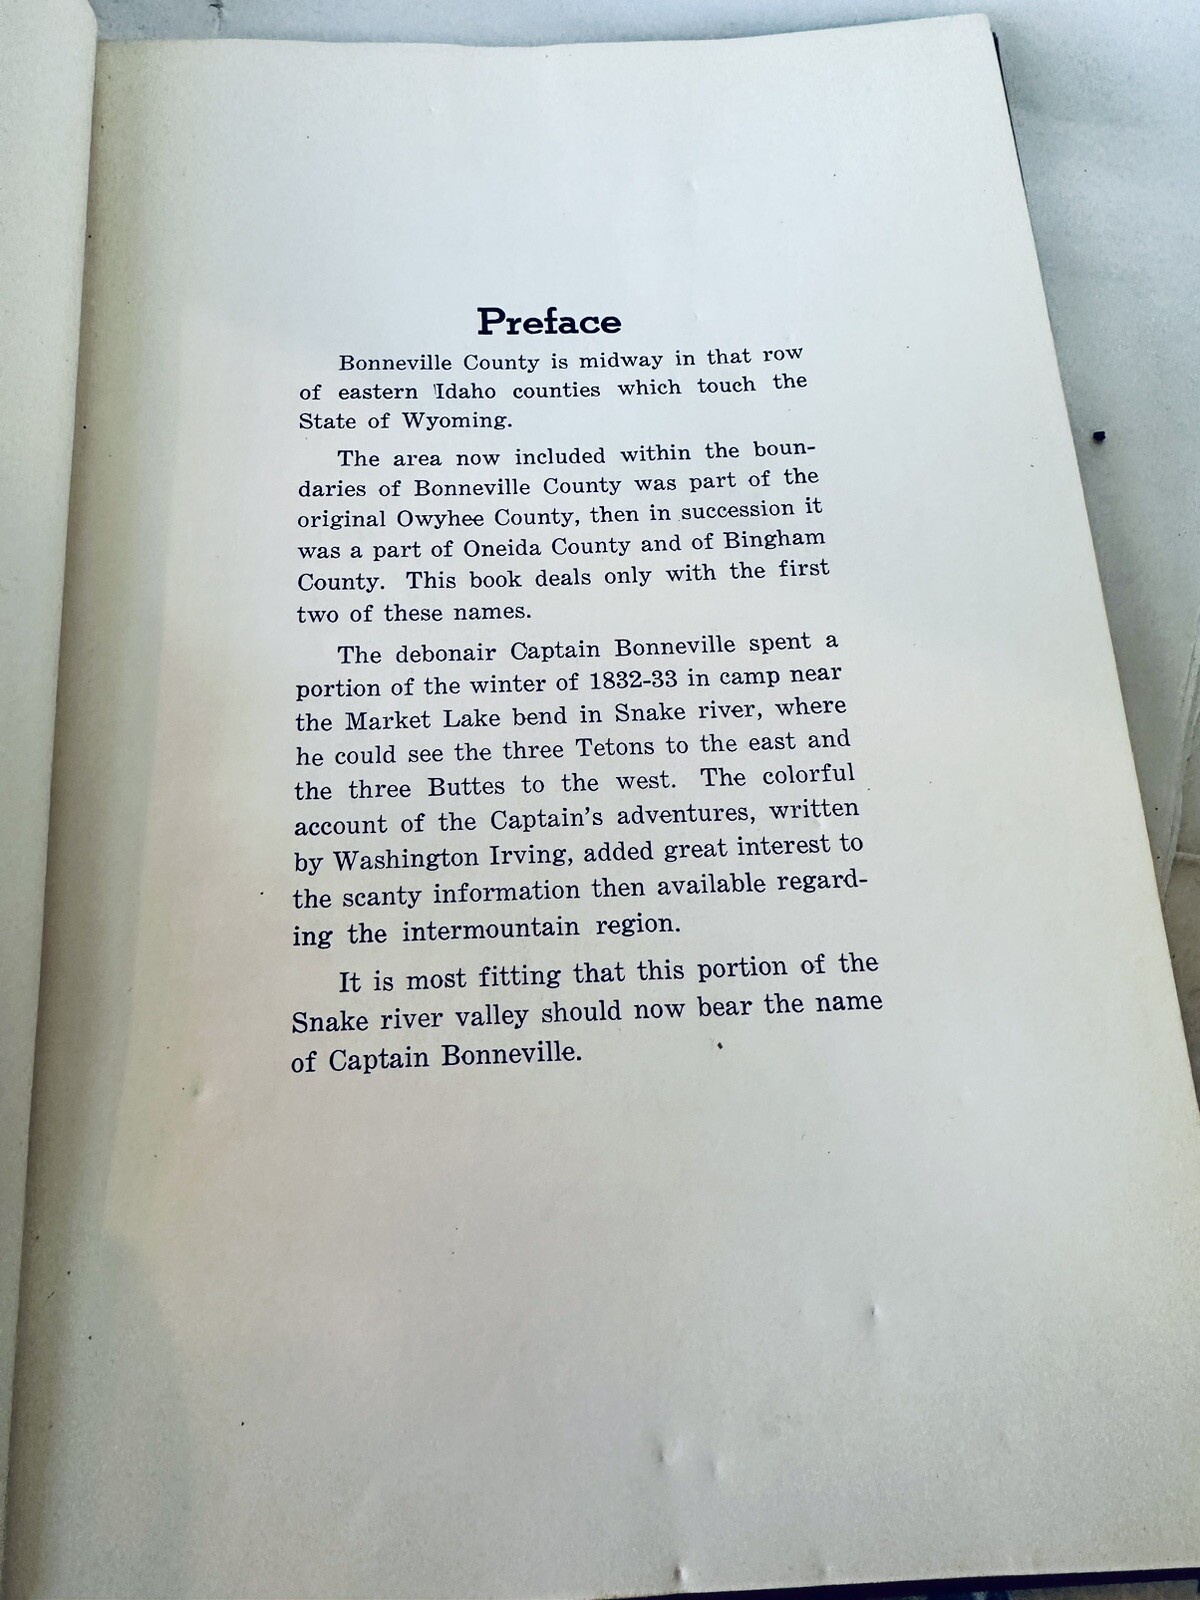 Preface
Bonneville County is midway in that row
of eastern Idaho counties which touch the
State of Wyoming.
The area now included within the boun-
daries of Bonneville County was part of the
original Owyhee County, then in succession it
was a part of Oneida County and of Bingham
County. This book deals only with the first
two of these names.
The debonair Captain Bonneville spent a
portion of the winter of 1832-33 in camp near
the Market Lake bend in Snake river, where
he could see the three Tetons to the east and
the three Buttes to the west. The colorful
account of the Captain's adventures, written
by Washington Irving, added great interest to
the scanty information then available regard-
ing the intermountain region.
It is most fitting that this portion of the
Snake river valley should now bear the name
of Captain Bonneville.